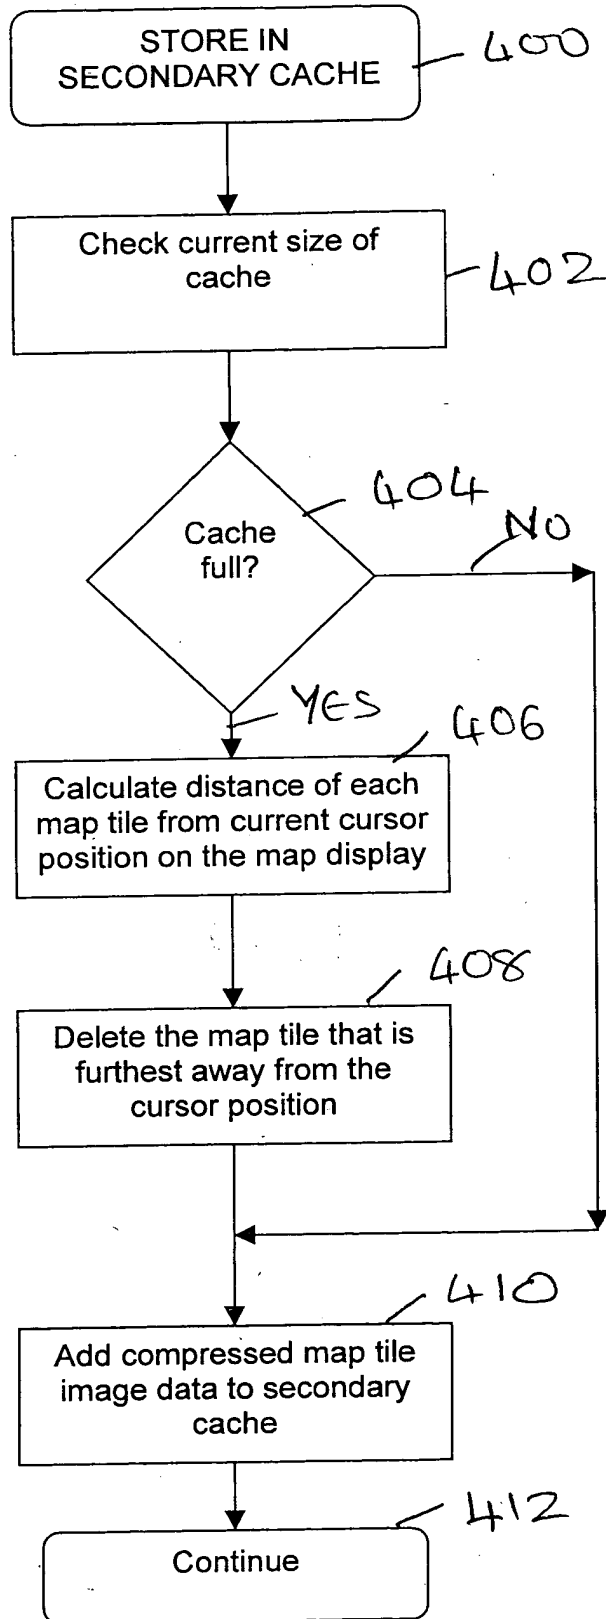 STORE IN
SECONDARY CACHE
400
Check current size of
cache
402
404
Cache
full?
NO
YES
406
Calculate distance of each
map tile from current cursor
position on the map display
408
Delete the map tile that is
furthest away from the
cursor position
410
Add compressed map tile
image data to secondary
cache
412
Continue